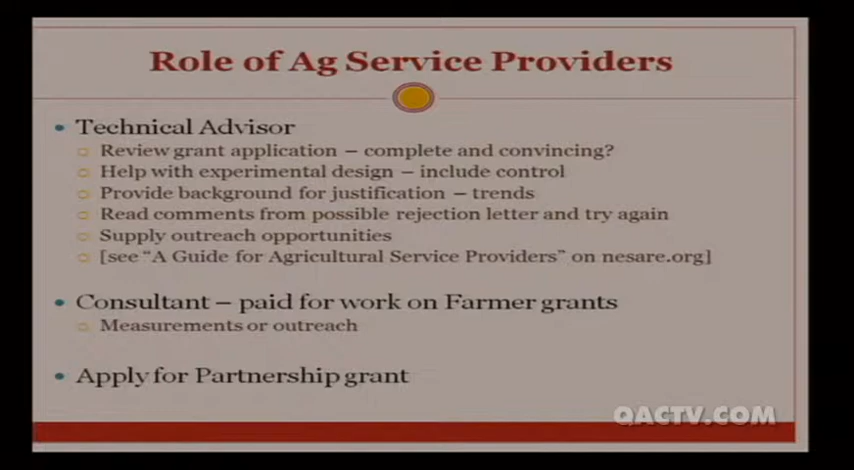 Role of Ag Service Providers
• Technical Advisor
Review grant application – complete and convincing?
Help with experimental design – include control
Provide background for justification – trends
Read comments from possible rejection letter and try again
Supply outreach opportunities
[see "A Guide for Agricultural Service Providers" on nesare.org]
• Consultant – paid for work on Farmer grants
Measurements or outreach
• Apply for Partnership grant
QACTV.COM